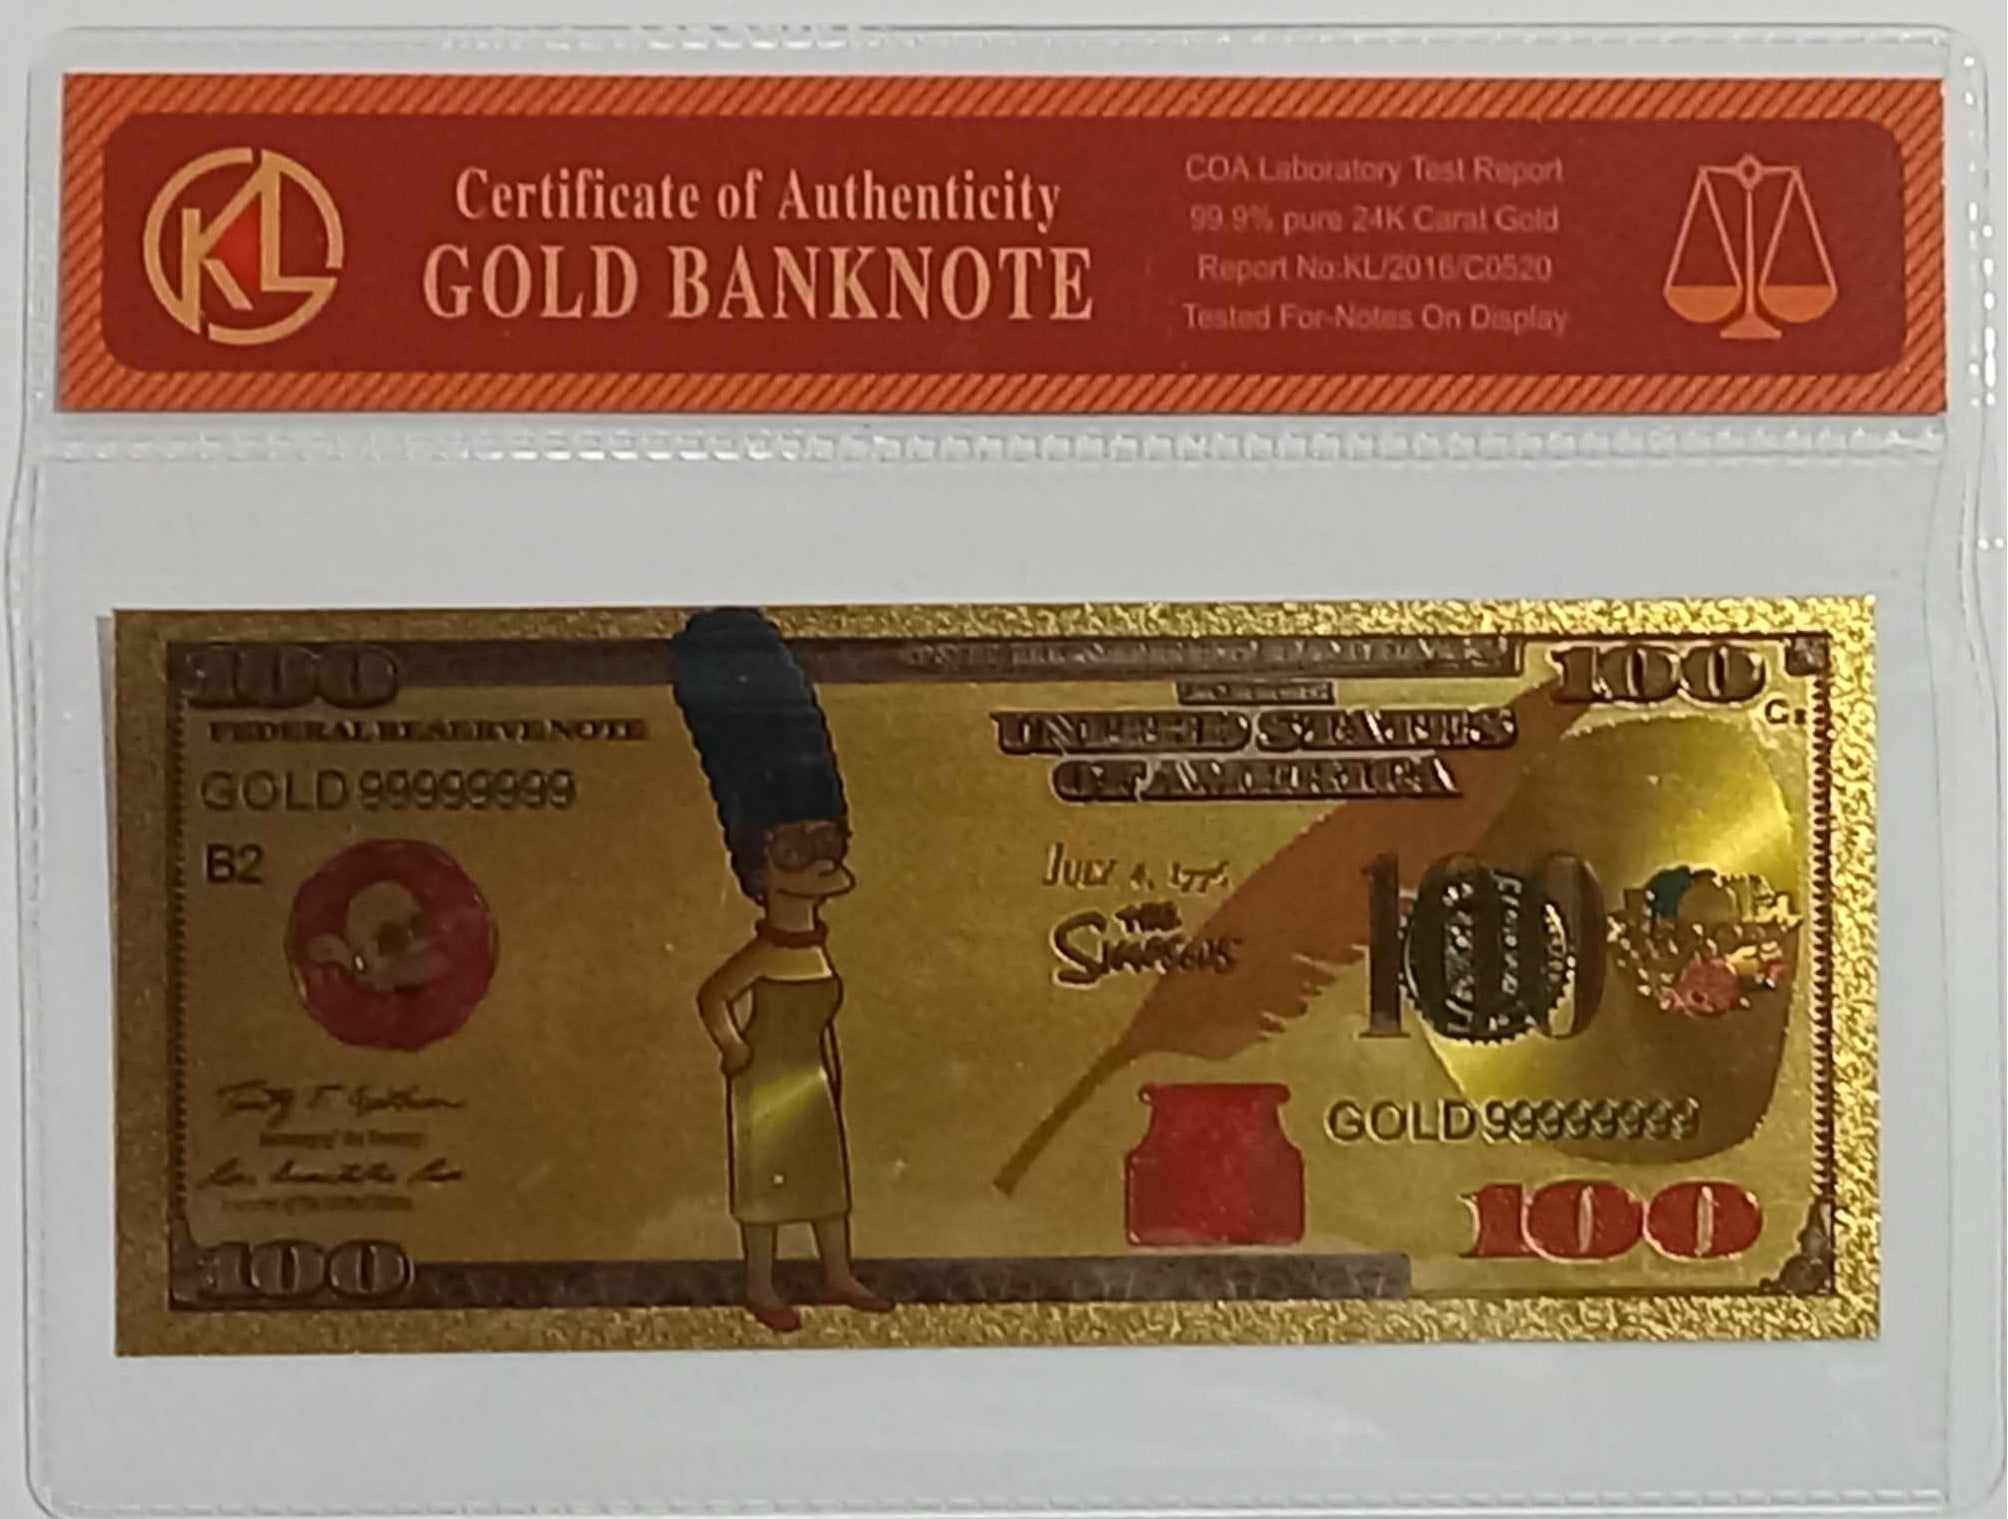 KL
Certificate of Authenticity
GOLD BANKNOTE
COA Laboratory Test Report
99.9% pure 24K Carat Gold
Report No:KL/2016/C0520
Tested For-Notes On Display
100
FEDERAL RESERVE NOTE
GOLD 99999999
B2
100
UNITED STATES
OF AMERICA
JULY 4, 1776
THE
SIMPSONS
100
GOLD 99999999
100
100